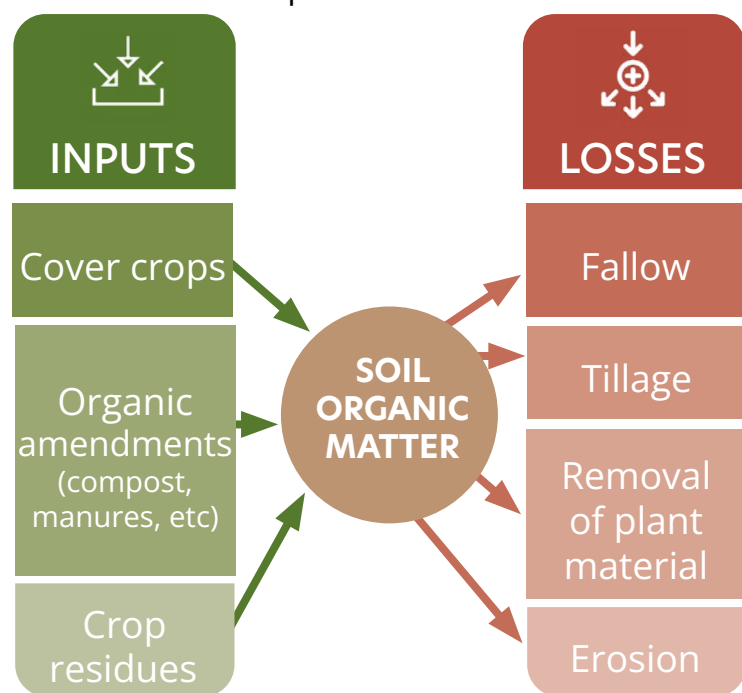 INPUTS
Cover crops
Organic
amendments
(compost,
manures, etc)
Crop
residues
SOIL
ORGANIC
MATTER
LOSSES
Fallow
Tillage
Removal
of plant
material
Erosion